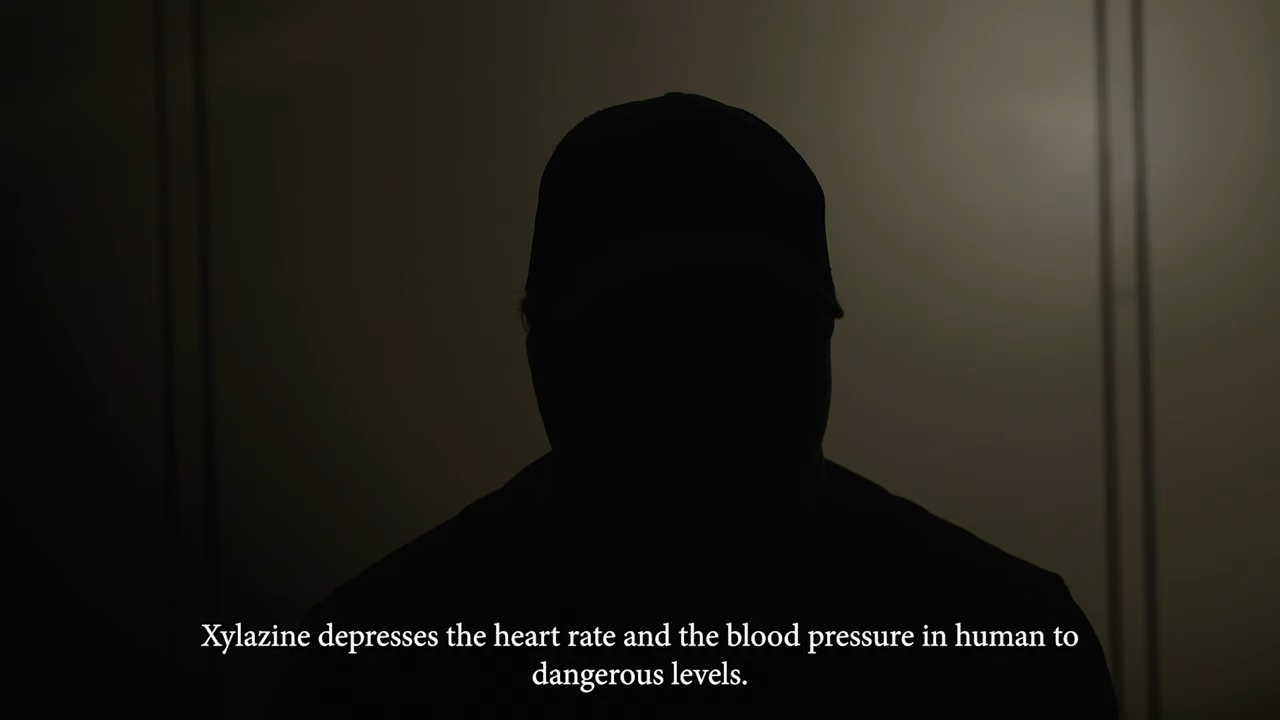 Xylazine depresses the heart rate and the blood pressure in human to
dangerous levels.